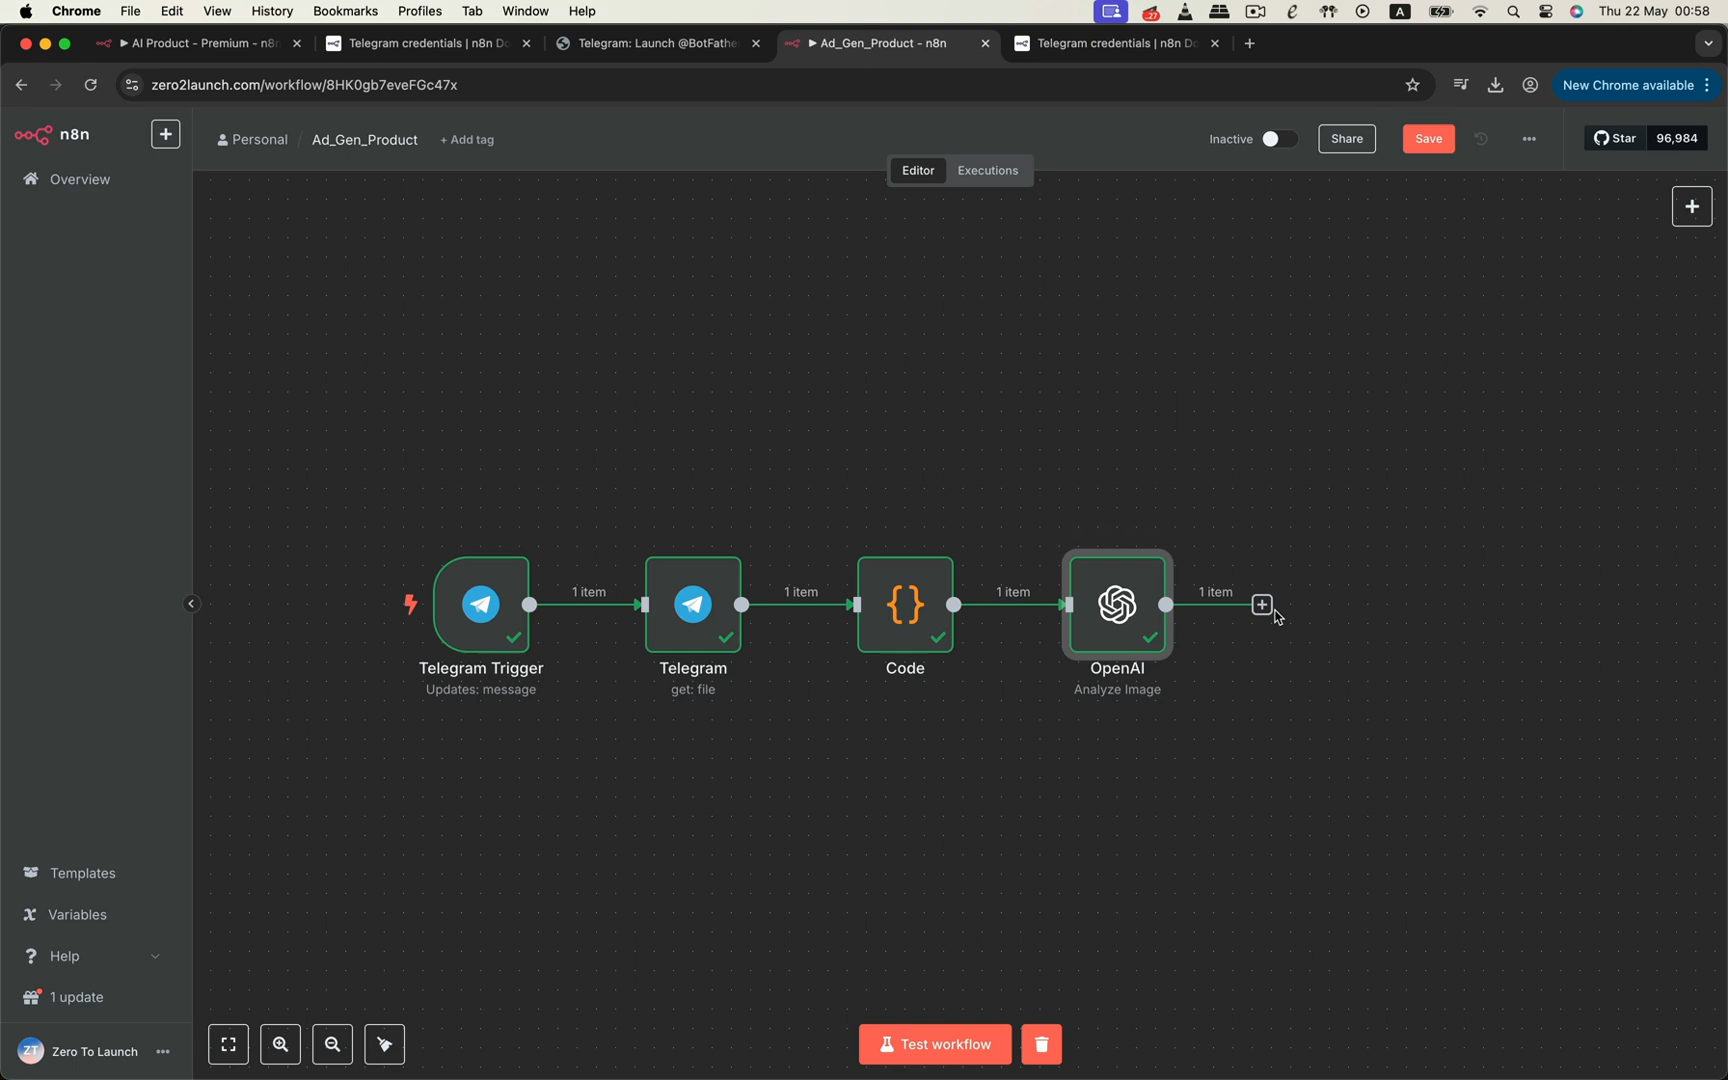 Chrome File Edit View History Bookmarks Profiles Tab Window Help 27 A Thu 22 May 00:58
AI Product - Premium - n8n Telegram credentials | n8n Do Telegram: Launch @BotFathe Ad_Gen_Product - n8n Telegram credentials | n8n Do
zero2launch.com/workflow/8HK0gb7eveFGc47x New Chrome available
n8n
Personal / Ad_Gen_Product + Add tag Inactive Share Save Star 96,984
Editor Executions
Overview
1 item 1 item 1 item 1 item
Telegram Trigger Telegram Code OpenAI
Updates: message get: file Analyze Image
Templates
Variables
Help
1 update
ZT Zero To Launch
Test workflow